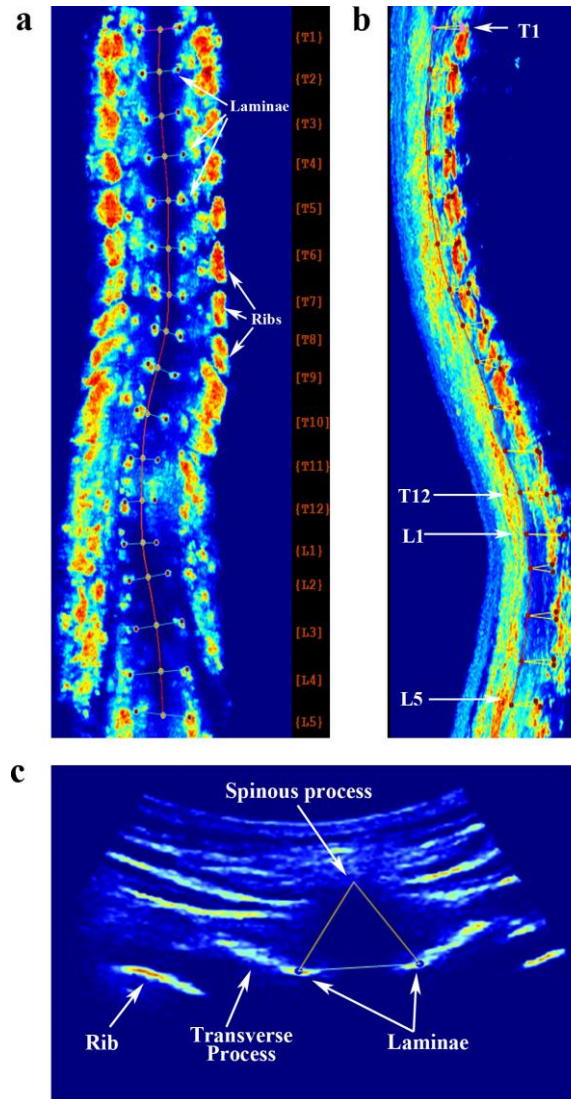 a
{T1}
{T2}
Laminae
{T3}
{T4}
[T5]
[T6]
[T7]
Ribs
[T8]
[T9]
[T10]
{T11}
{T12}
{L1}
{L2}
[L3]
[L4]
{L5}
b
T1
T12
L1
L5
c
Spinous process
Rib
Transverse
Process
Laminae